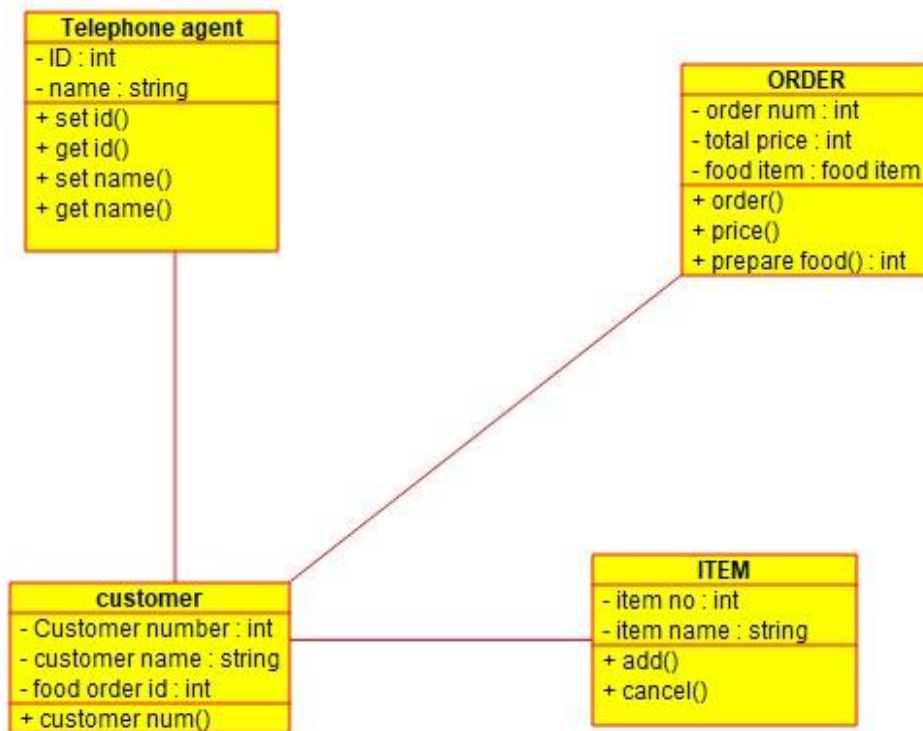 Telephone agent
- ID : int
- name : string
+ set id()
+ get id()
+ set name()
+ get name()
ORDER
- order num : int
- total price : int
- food item : food item
+ order()
+ price()
+ prepare food() : int
customer
- Customer number : int
- customer name : string
- food order id : int
+ customer num()
ITEM
- item no : int
- item name : string
+ add()
+ cancel()